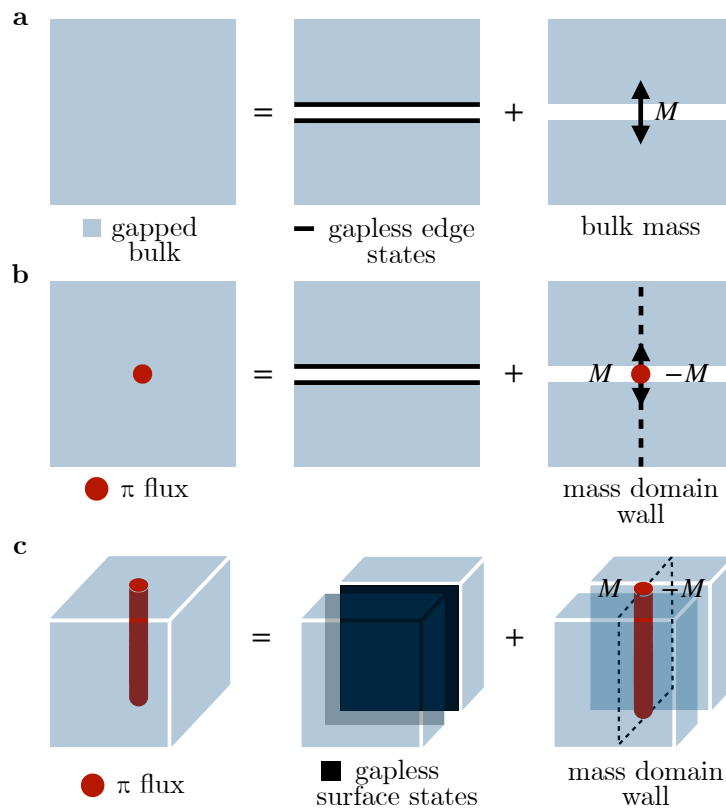 a
= +
M
gapped
bulk
gapless edge
states
bulk mass
b
= +
M −M
π flux
mass domain
wall
c
M −M
= +
π flux
gapless
surface states
mass domain
wall